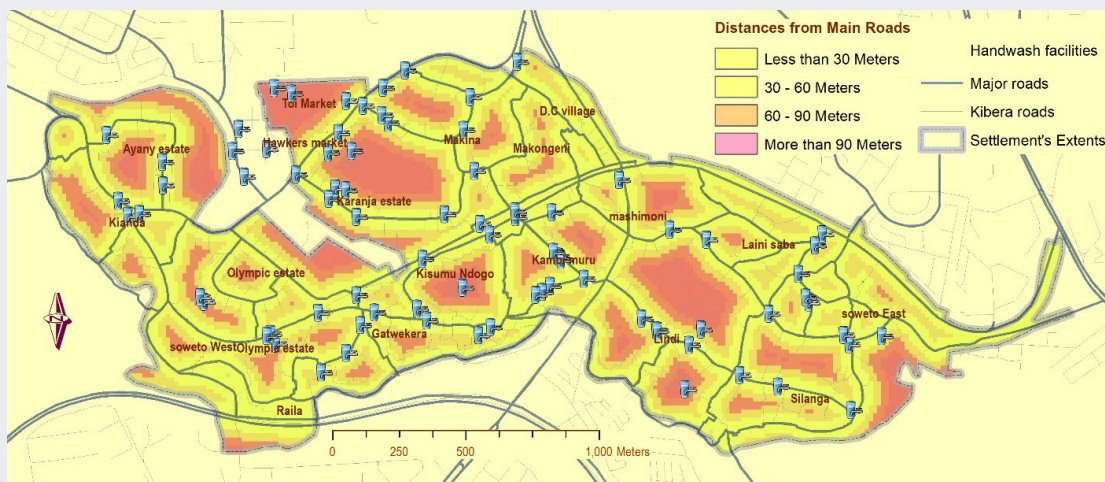 Distances from Main Roads
Less than 30 Meters
30 - 60 Meters
60 - 90 Meters
More than 90 Meters
Handwash facilities
Major roads
Kibera roads
Settlement's Extents
Toi Market
D.C village
Makina
Hawkers market
Makongeni
Ayany estate
Karanja estate
Kianda
mashimoni
Laini saba
Olympic estate
Kisumu Ndogo
Kambi muru
soweto East
Gatwekera
Lindi
soweto West
Olympic estate
Silanga
Raila
0 250 500 1,000 Meters